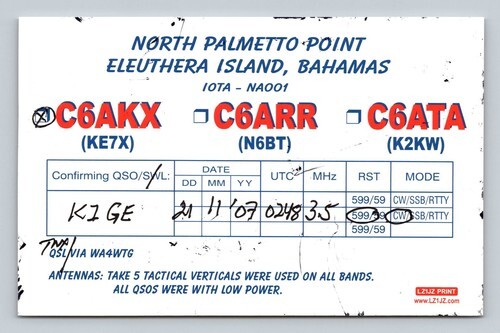 NORTH PALMETTO POINT
ELEUTHERA ISLAND, BAHAMAS
IOTA - NA001
C6AKX C6ARR C6ATA
(KE7X) (N6BT) (K2KW)
Confirming QSO/SWL: DATE UTC MHz RST MODE
DD MM YY
599/59 CW/SSB/RTTY
K1GE 21 11 '07 0248 3.5 599/59 CW/SSB/RTTY
599/59
TNX
QSL VIA WA4WTG
ANTENNAS: TAKE 5 TACTICAL VERTICALS WERE USED ON ALL BANDS.
ALL QSOS WERE WITH LOW POWER.
LZ1JZ PRINT
www.LZ1JZ.com